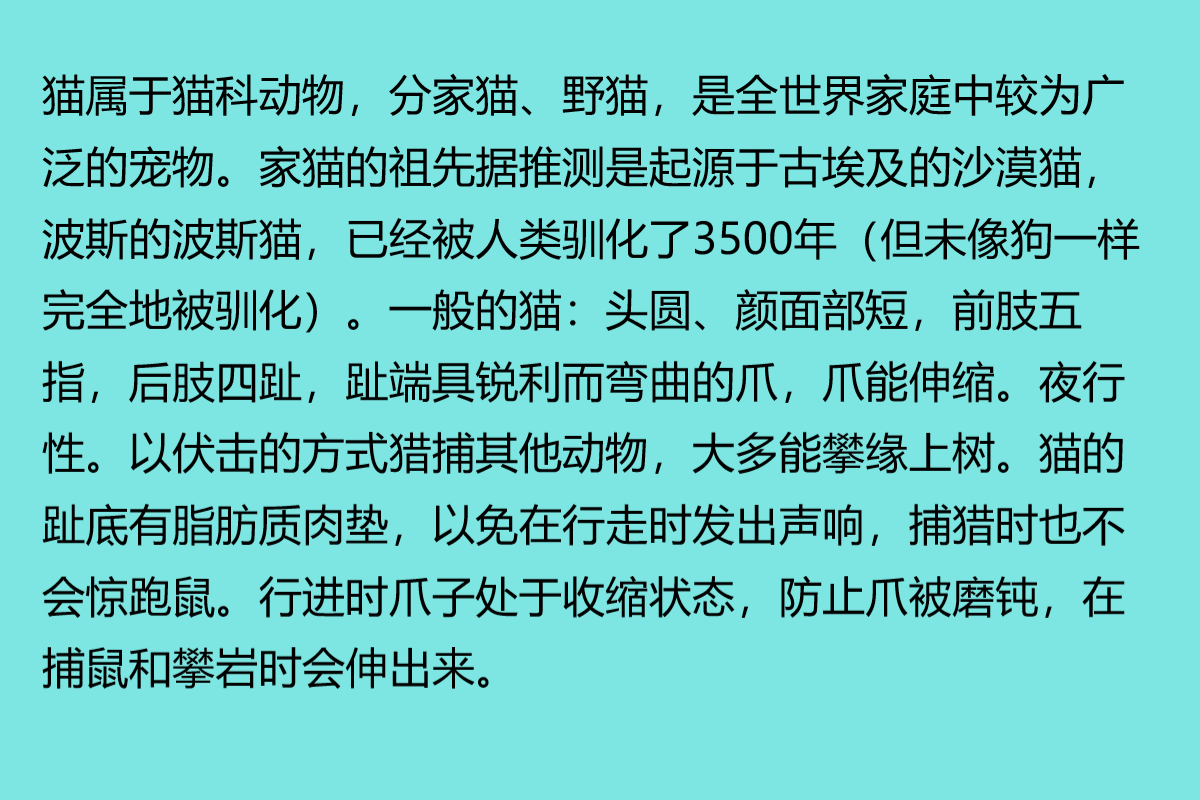 猫属于猫科动物，分家猫、野猫，是全世界家庭中较为广
泛的宠物。家猫的祖先据推测是起源于古埃及的沙漠猫，
波斯的波斯猫，已经被人类驯化了3500年（但未像狗一样
完全地被驯化）。一般的猫：头圆、颜面部短，前肢五
指，后肢四趾，趾端具锐利而弯曲的爪，爪能伸缩。夜行
性。以伏击的方式猎捕其他动物，大多能攀缘上树。猫的
趾底有脂肪质肉垫，以免在行走时发出声响，捕猎时也不
会惊跑鼠。行进时爪子处于收缩状态，防止爪被磨钝，在
捕鼠和攀岩时会伸出来。